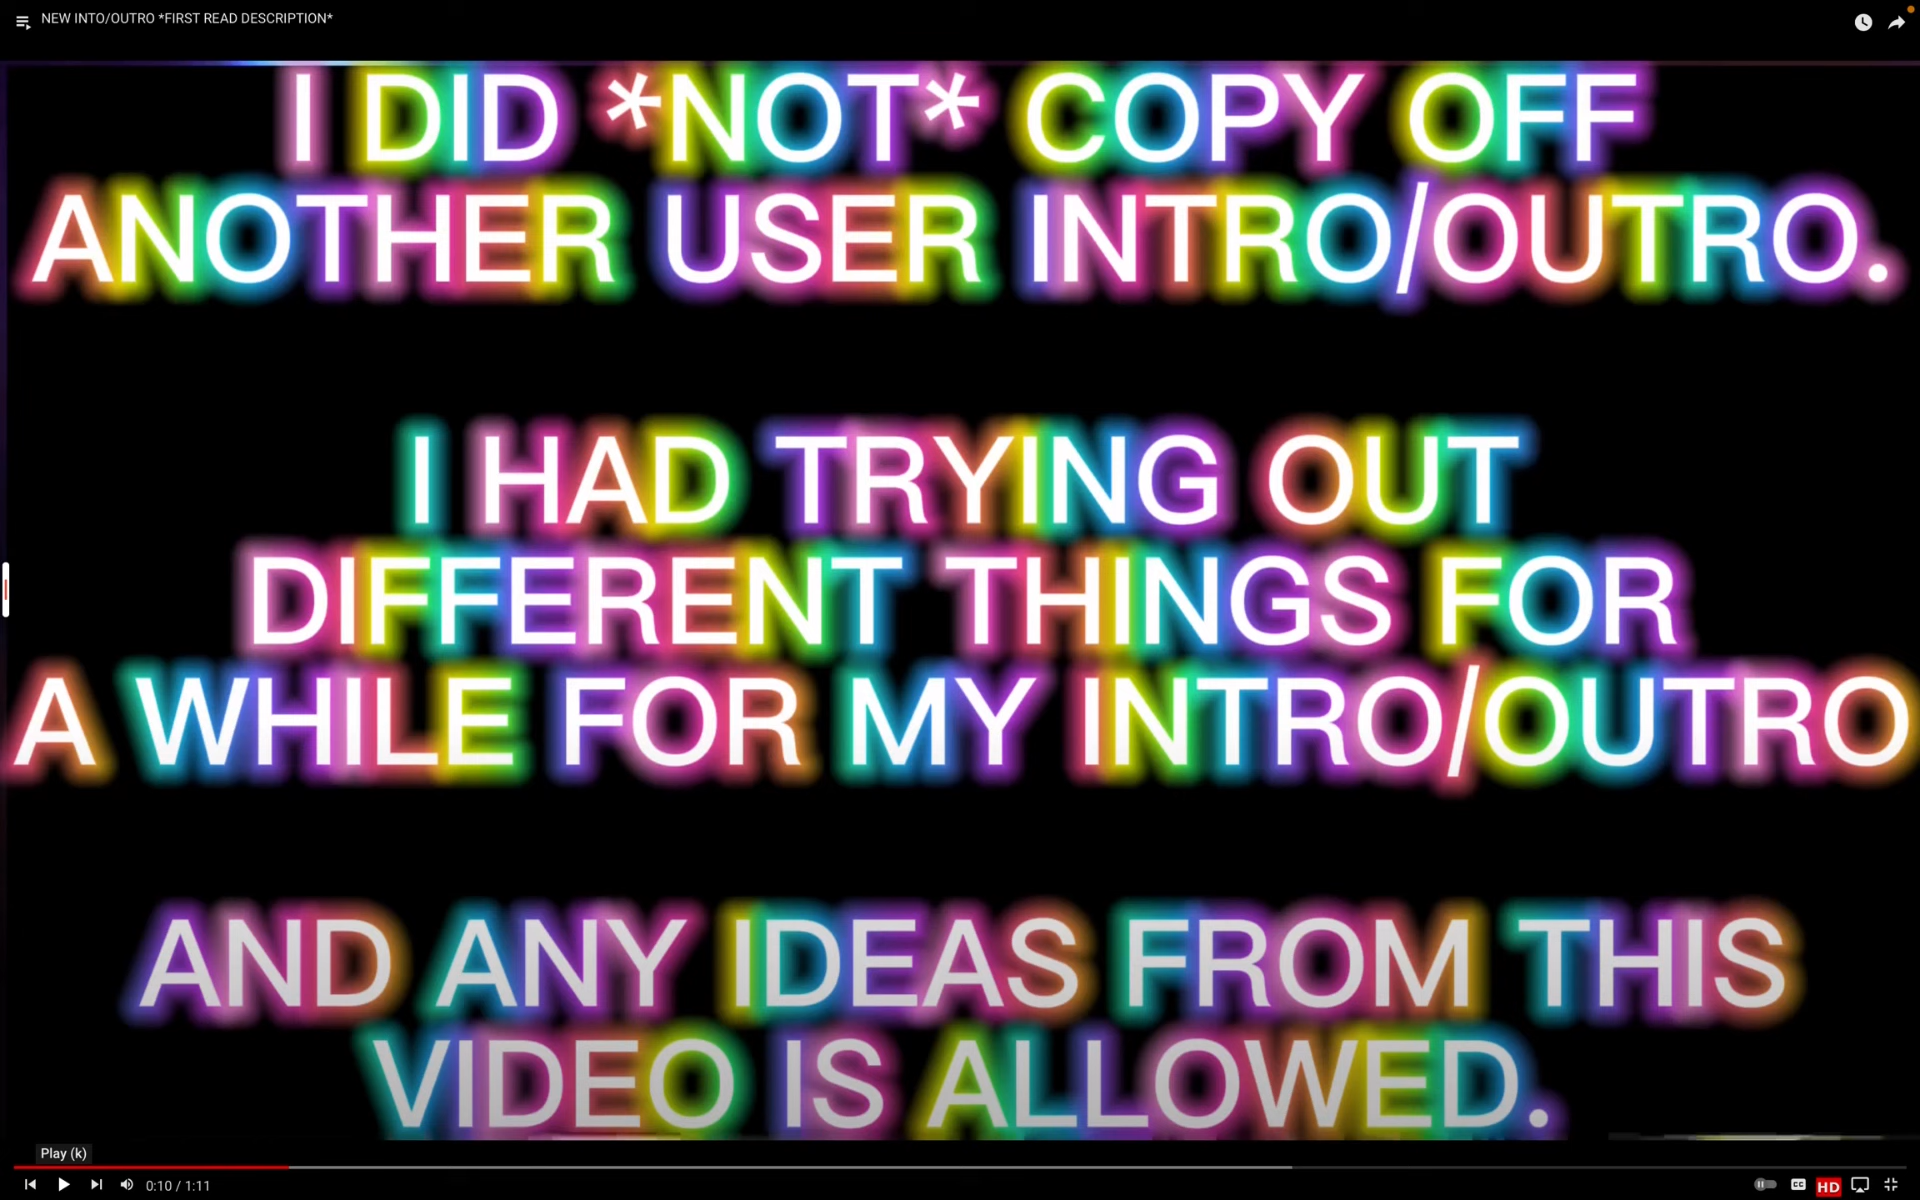 NEW INTO/OUTRO *FIRST READ DESCRIPTION*
I DID *NOT* COPY OFF
ANOTHER USER INTRO/OUTRO.
I HAD TRYING OUT
DIFFERENT THINGS FOR
A WHILE FOR MY INTRO/OUTRO
AND ANY IDEAS FROM THIS
VIDEO IS ALLOWED.
Play (k)
0:10 / 1:11
CC
HD